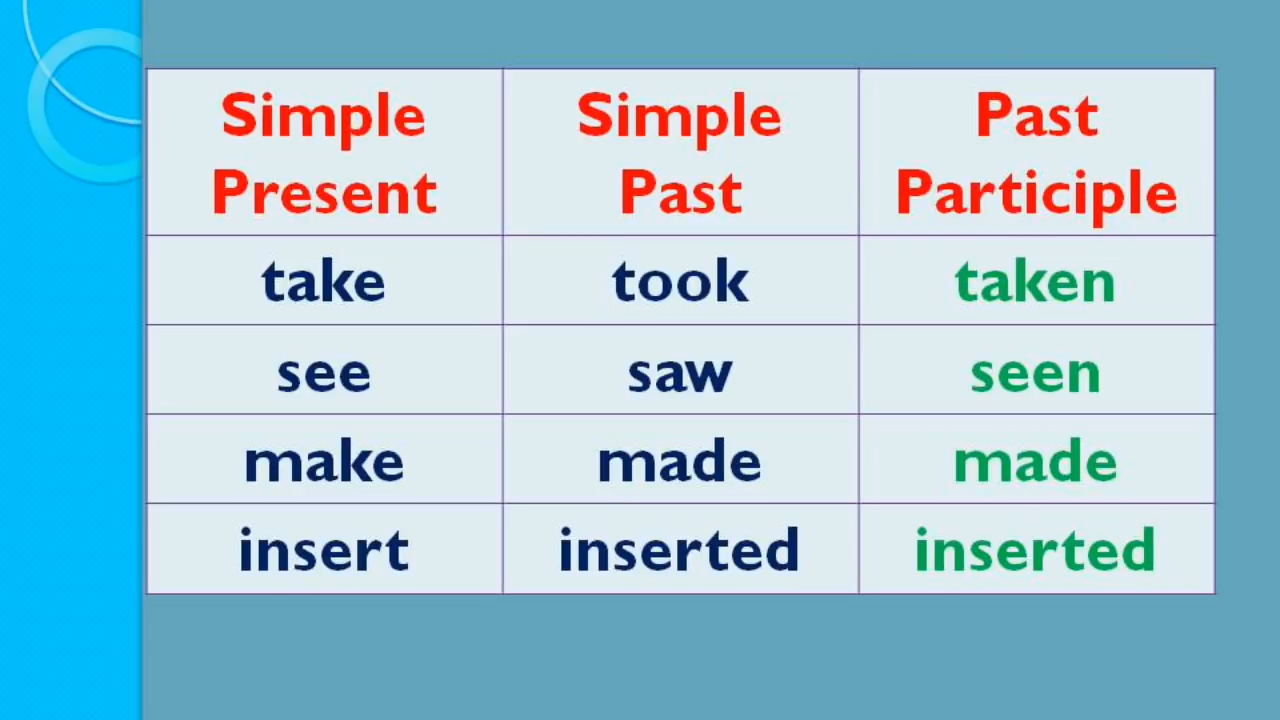 Simple Simple Past
Present Past Participle
take took taken
see saw seen
make made made
insert inserted inserted